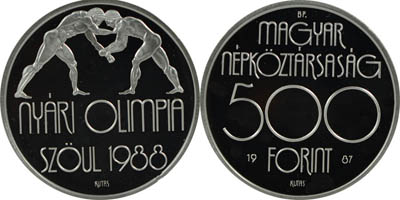 NYÁRI OLIMPIA
SZÖUL 1988
KUTAS
BP.
MAGYAR
NÉPKÖZTÁRSASÁG
500
19 87
FORINT
KUTAS